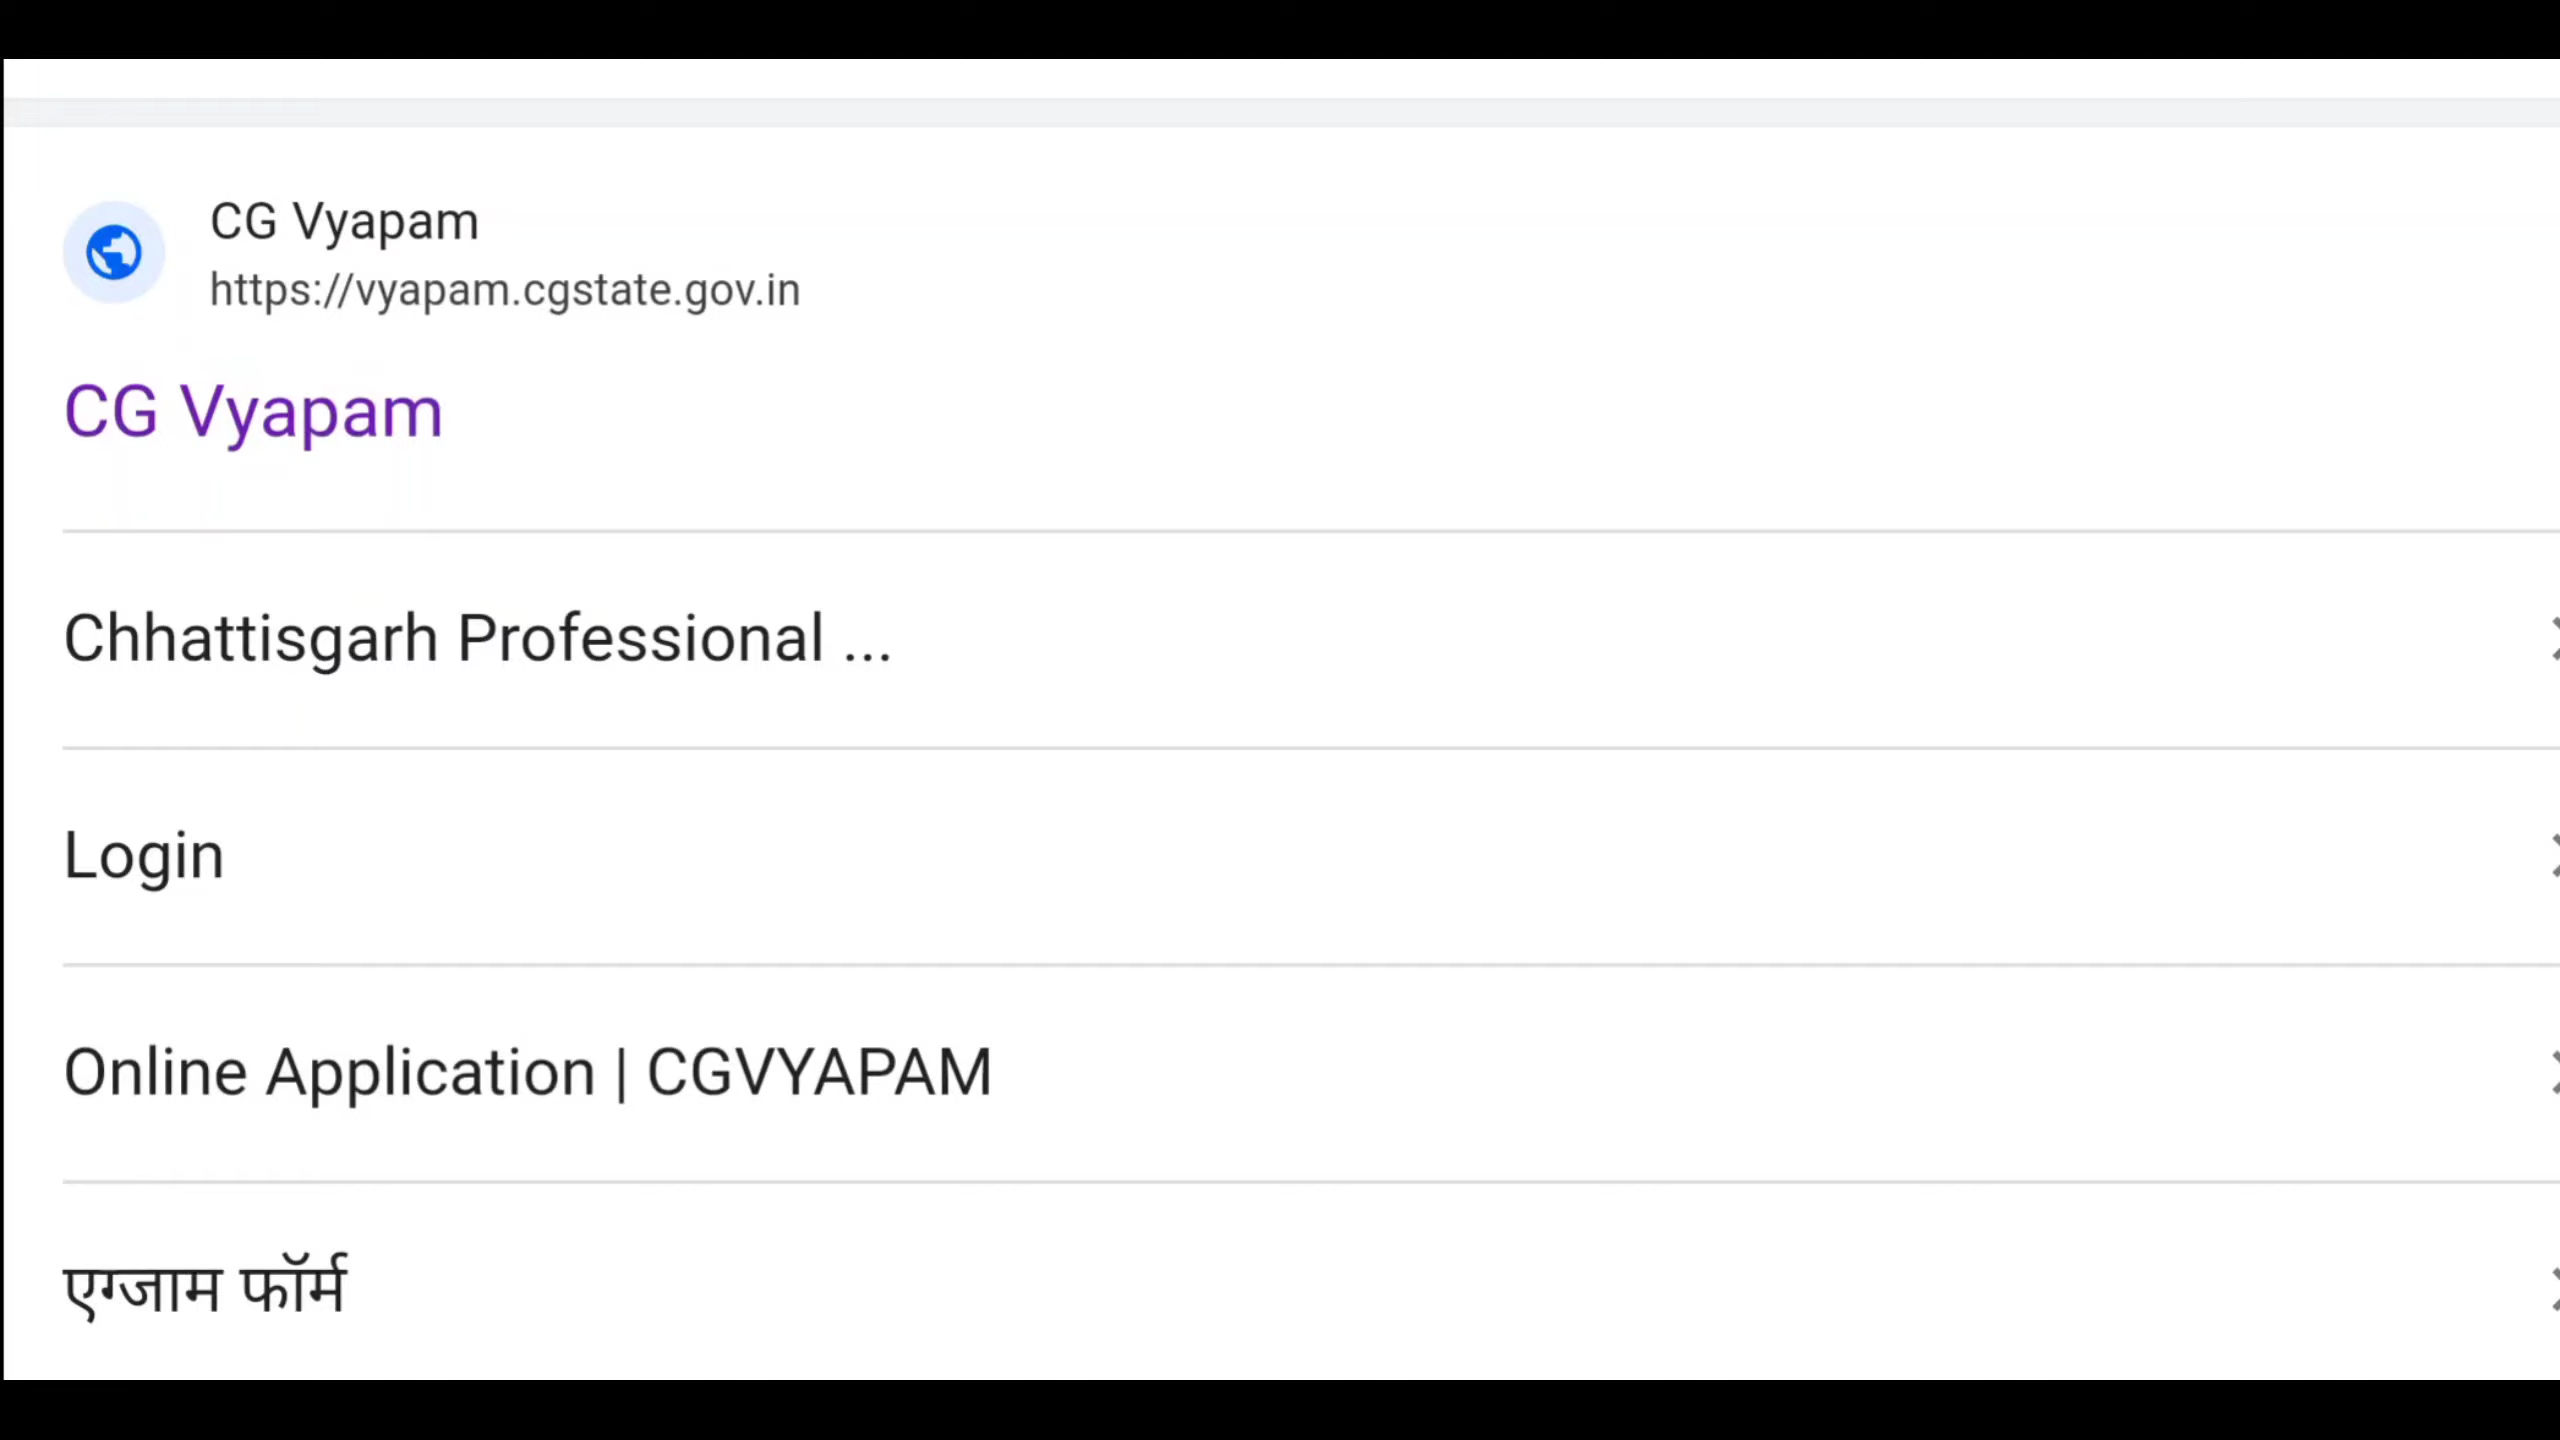 CG Vyapam
https://vyapam.cgstate.gov.in
CG Vyapam
Chhattisgarh Professional ...
Login
Online Application | CGVYAPAM
एग्जाम फॉर्म